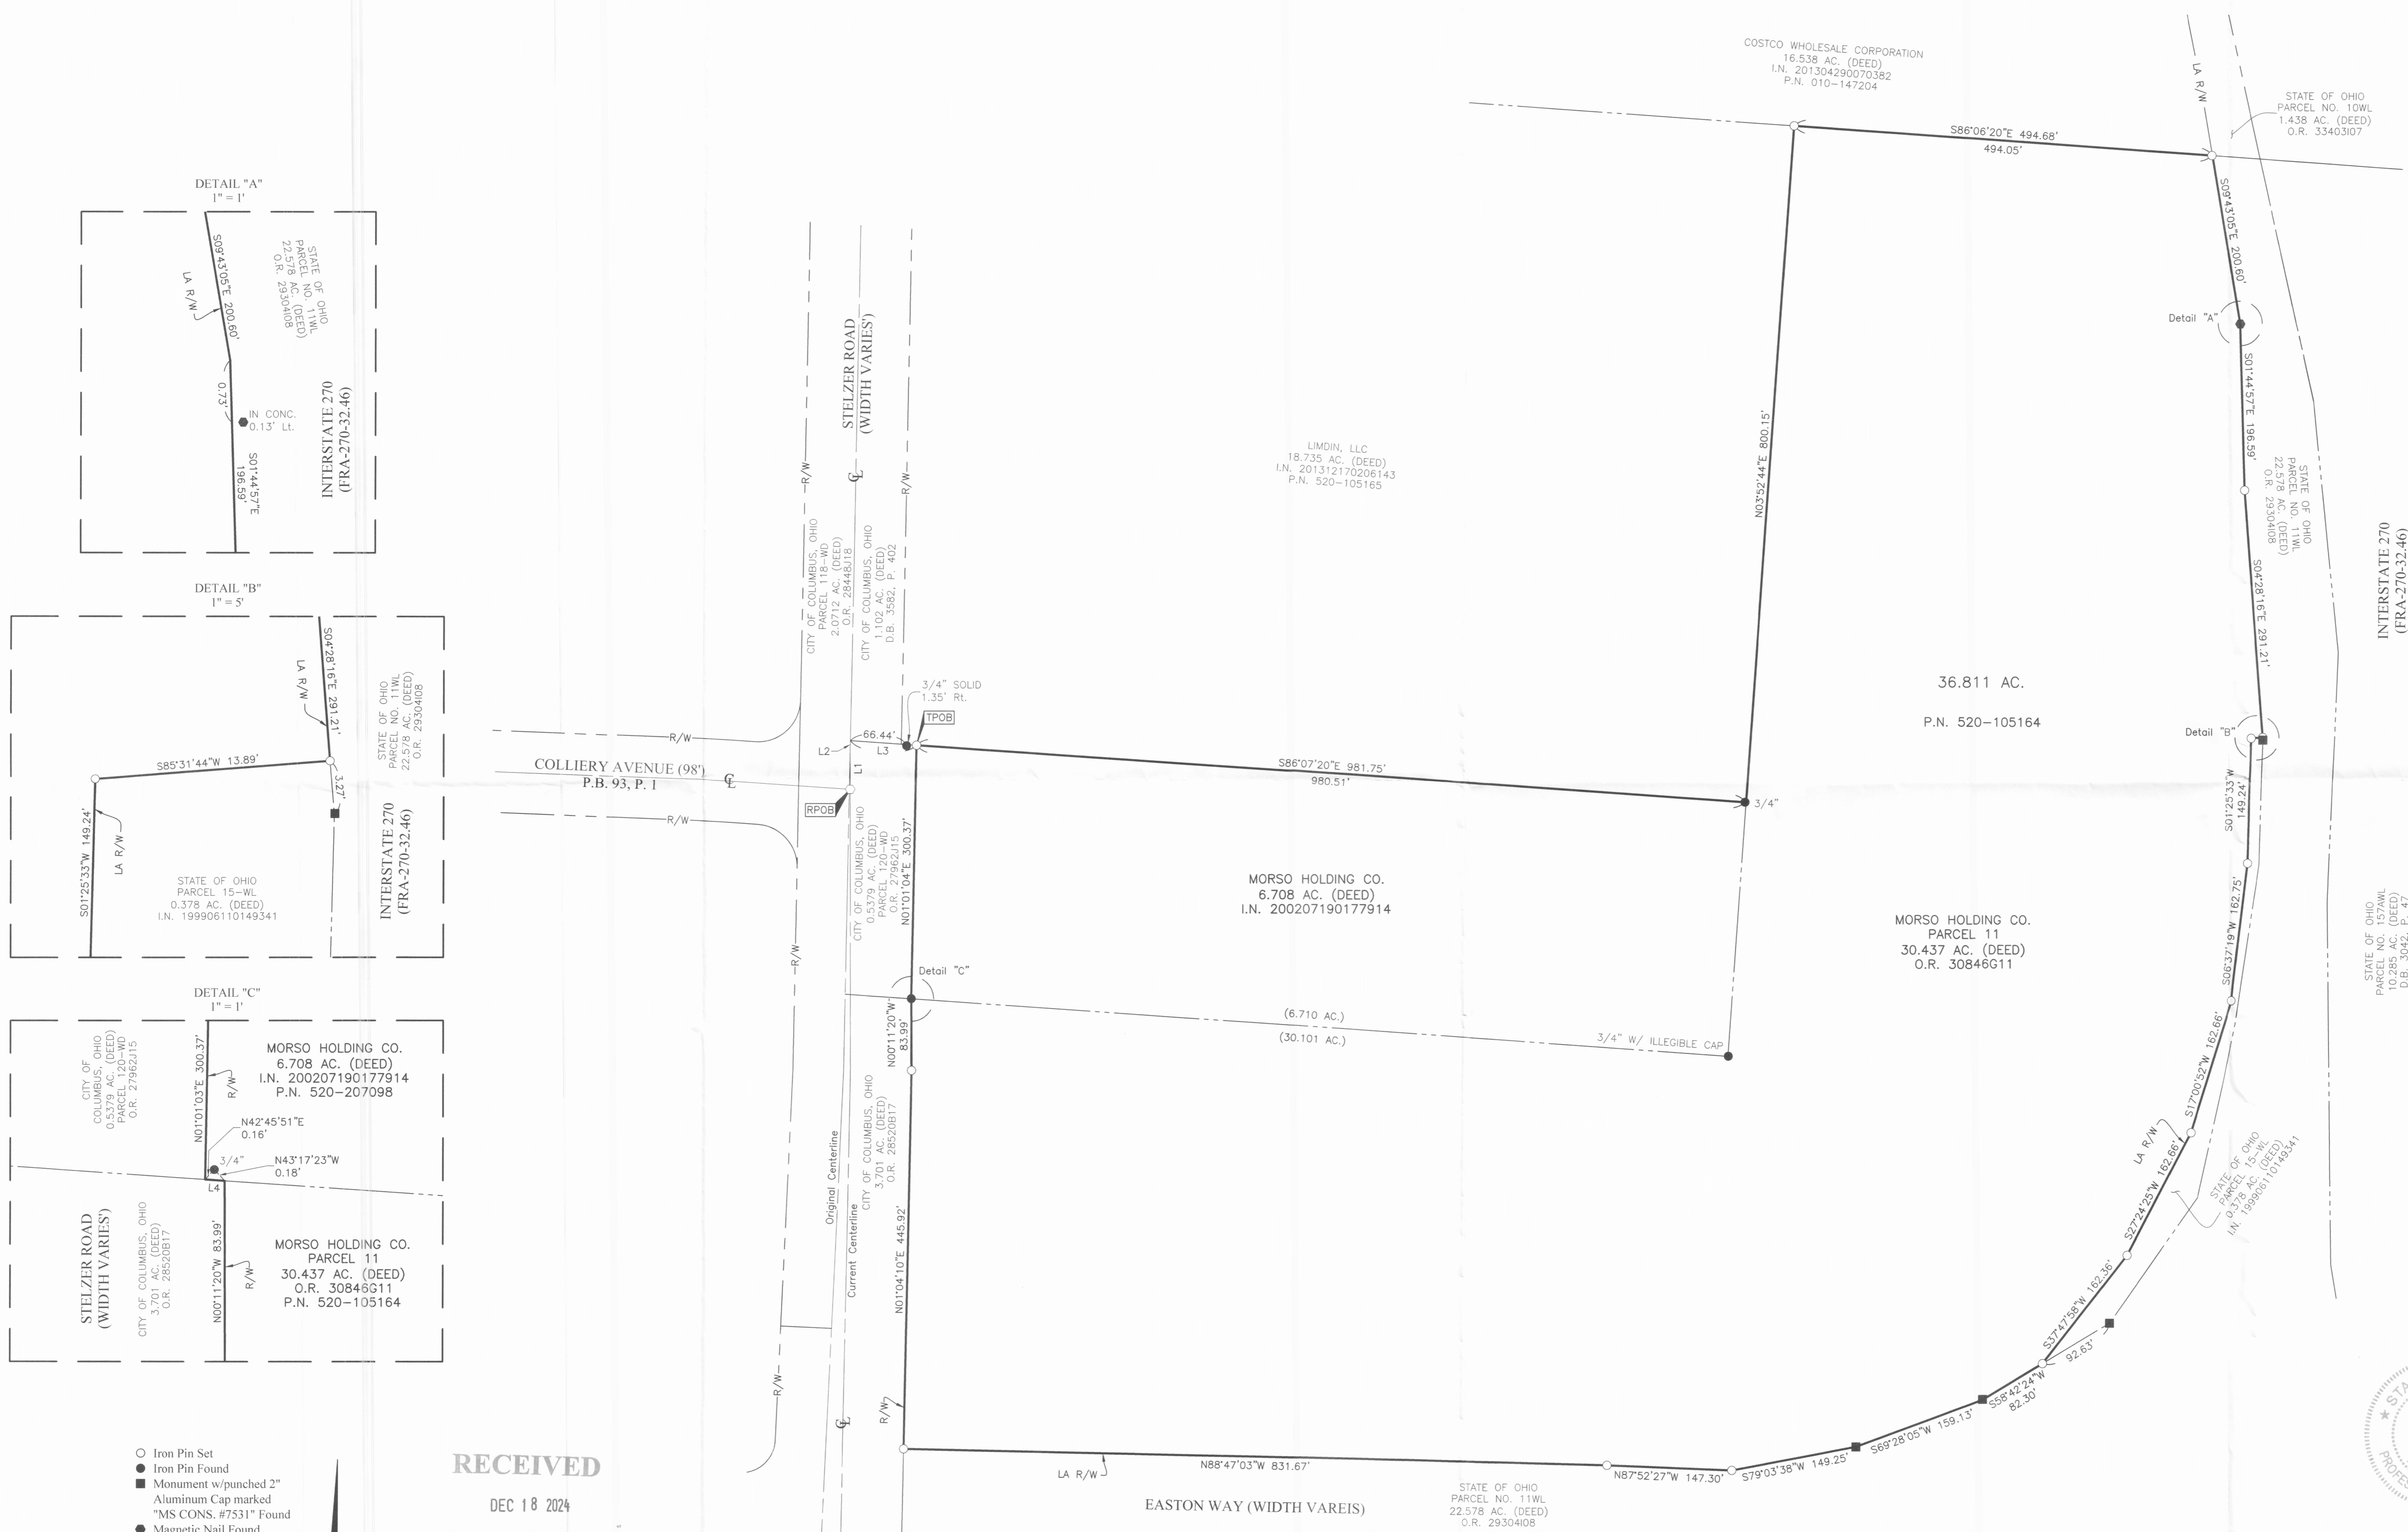 COSTCO WHOLESALE CORPORATION
16.538 AC. (DEED)
I.N. 201304290070382
P.N. 010-147204
LA R/W
STATE OF OHIO
PARCEL NO. 10WL
1.438 AC. (DEED)
O.R. 33403I07
S86°06'20"E 494.68'
494.05'
S09°43'05"E 200.60'
Detail "A"
S01°44'57"E 196.59'
STATE OF OHIO
PARCEL NO. 11WL
22.578 AC. (DEED)
O.R. 29304I08
INTERSTATE 270
(FRA-270-32.46)
S04°28'16"E 291.21'
Detail "B"
S01°25'33"W
149.24'
S06°37'19"W 162.75'
S17°00'52"W 162.66'
LA R/W
S27°24'25"W 162.66'
STATE OF OHIO
PARCEL 15-WL
0.378 AC. (DEED)
I.N. 199906110149341
S37°47'58"W 162.36'
92.63'
S58°42'24"W
82.30'
S69°28'05"W 159.13'
S79°03'38"W 149.25'
N87°52'27"W 147.30'
N88°47'03"W 831.67'
LA R/W
STATE OF OHIO
PARCEL NO. 157AWL
10.285 AC. (DEED)
D.B. 3042, P. 47
EASTON WAY (WIDTH VAREIS)
STATE OF OHIO
PARCEL NO. 11WL
22.578 AC. (DEED)
O.R. 29304I08
DETAIL "A"
1" = 1'
S09°43'05"E 200.60'
LA R/W
STATE OF OHIO
PARCEL NO. 11WL
22.578 AC. (DEED)
O.R. 29304I08
0.73'
IN CONC.
0.13' Lt.
S01°44'57"E
196.59'
INTERSTATE 270
(FRA-270-32.46)
DETAIL "B"
1" = 5'
S04°28'16"E 291.21'
LA R/W
STATE OF OHIO
PARCEL NO. 11WL
22.578 AC. (DEED)
O.R. 29304I08
S85°31'44"W 13.89'
3.27'
S01°25'33"W 149.24'
LA R/W
STATE OF OHIO
PARCEL 15-WL
0.378 AC. (DEED)
I.N. 199906110149341
INTERSTATE 270
(FRA-270-32.46)
DETAIL "C"
1" = 1'
CITY OF
COLUMBUS, OHIO
0.5379 AC. (DEED)
PARCEL 120-WD
O.R. 27962J15
N01°01'03"E 300.37'
R/W
MORSO HOLDING CO.
6.708 AC. (DEED)
I.N. 200207190177914
P.N. 520-207098
N42°45'51"E
0.16'
3/4"
N43°17'23"W
0.18'
L4
STELZER ROAD
(WIDTH VARIES')
CITY OF COLUMBUS, OHIO
3.701 AC. (DEED)
O.R. 28520B17
N00°11'20"W 83.99'
R/W
MORSO HOLDING CO.
PARCEL 11
30.437 AC. (DEED)
O.R. 30846G11
P.N. 520-105164
STELZER ROAD
(WIDTH VARIES')
R/W
℄
R/W
CITY OF COLUMBUS, OHIO
PARCEL 118-WD
2.0712 AC. (DEED)
O.R. 28448J18
CITY OF COLUMBUS, OHIO
1.102 AC. (DEED)
D.B. 3582, P. 402
3/4" SOLID
1.35' Rt.
TPOB
66.44'
L2
L3
L1
R/W
COLLIERY AVENUE (98')
P.B. 93, P. 1
℄
RPOB
R/W
S86°07'20"E 981.75'
980.51'
3/4"
N03°52'44"E 800.15'
LIMDIN, LLC
18.735 AC. (DEED)
I.N. 201312170206143
P.N. 520-105165
36.811 AC.
P.N. 520-105164
CITY OF COLUMBUS, OHIO
0.5379 AC. (DEED)
PARCEL 120-WD
O.R. 27962J15
N01°01'04"E 300.37'
R/W
MORSO HOLDING CO.
6.708 AC. (DEED)
I.N. 200207190177914
MORSO HOLDING CO.
PARCEL 11
30.437 AC. (DEED)
O.R. 30846G11
Detail "C"
N00°11'20"W
83.99'
(6.710 AC.)
(30.101 AC.)
3/4" W/ ILLEGIBLE CAP
Original Centerline
Current Centerline
CITY OF COLUMBUS, OHIO
3.701 AC. (DEED)
O.R. 28520B17
N01°04'10"E 445.92'
R/W
R/W
℄
Iron Pin Set
Iron Pin Found
Monument w/punched 2"
Aluminum Cap marked
"MS CONS. #7531" Found
Magnetic Nail Found
RECEIVED
DEC 18 2024